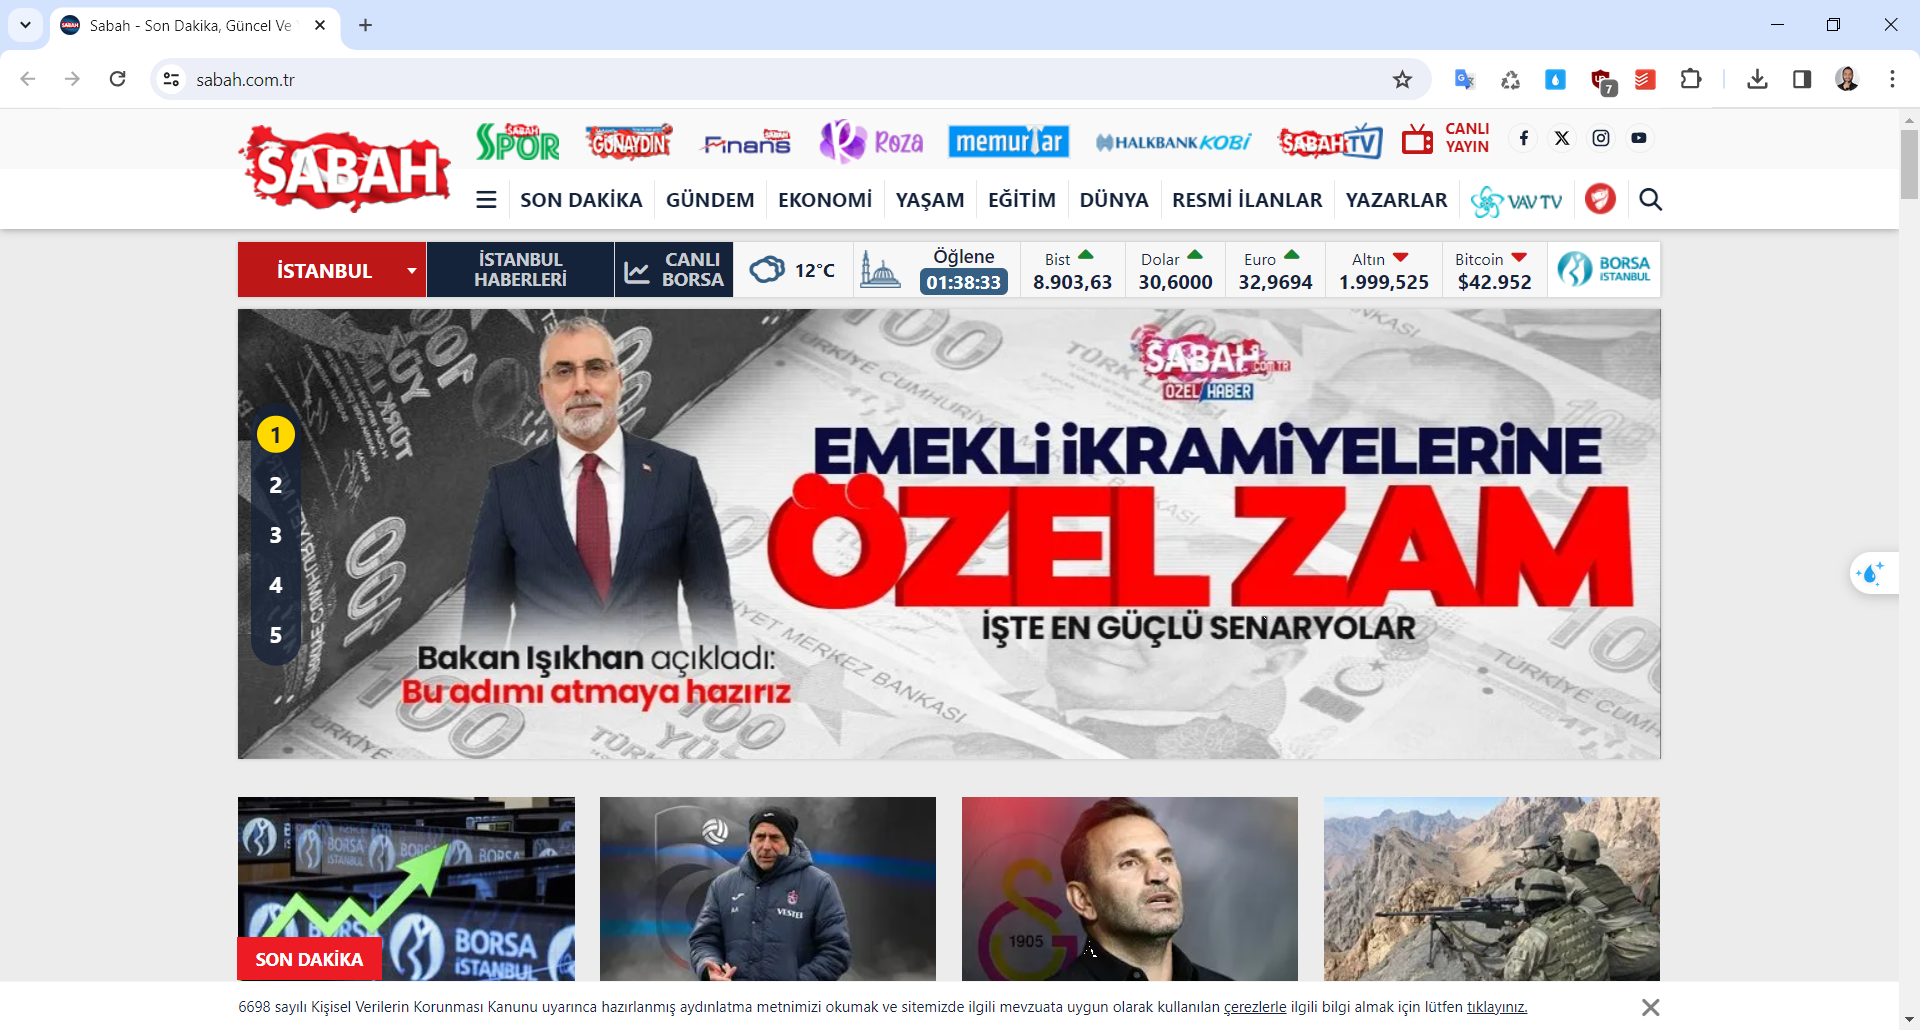 Sabah - Son Dakika, Güncel Ve
sabah.com.tr
7
SABAH
SABAH SPOR
SABAH GÜNAYDIN
Finans SABAH
Roza
memurlar
HALKBANK KOBİ
SABAH TV
CANLI YAYIN
SON DAKİKA
GÜNDEM
EKONOMİ
YAŞAM
EĞİTİM
DÜNYA
RESMİ İLANLAR
YAZARLAR
VAV TV
İSTANBUL
İSTANBUL HABERLERİ
CANLI BORSA
12°C
Öğlene
01:38:33
Bist
8.903,63
Dolar
30,6000
Euro
32,9694
Altın
1.999,525
Bitcoin
$42.952
BORSA İSTANBUL
SABAH.COM.TR
ÖZEL HABER
EMEKLİ İKRAMİYELERİNE
ÖZEL ZAM
İŞTE EN GÜÇLÜ SENARYOLAR
Bakan Işıkhan açıkladı:
Bu adımı atmaya hazırız
1
2
3
4
5
BORSA İSTANBUL
SON DAKİKA
VESTEL
1905
6698 sayılı Kişisel Verilerin Korunması Kanunu uyarınca hazırlanmış aydınlatma metnimizi okumak ve sitemizde ilgili mevzuata uygun olarak kullanılan çerezlerle ilgili bilgi almak için lütfen tıklayınız.